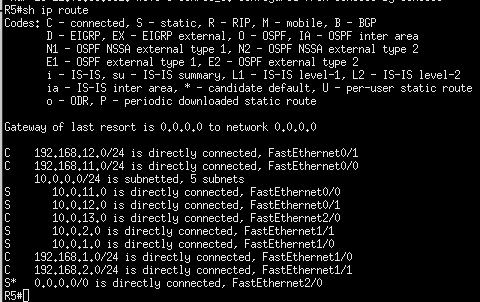 R5#sh ip route
Codes: C - connected, S - static, R - RIP, M - mobile, B - BGP
D - EIGRP, EX - EIGRP external, O - OSPF, IA - OSPF inter area
N1 - OSPF NSSA external type 1, N2 - OSPF NSSA external type 2
E1 - OSPF external type 1, E2 - OSPF external type 2
i - IS-IS, su - IS-IS summary, L1 - IS-IS level-1, L2 - IS-IS level-2
ia - IS-IS inter area, * - candidate default, U - per-user static route
o - ODR, P - periodic downloaded static route
Gateway of last resort is 0.0.0.0 to network 0.0.0.0
C 192.168.12.0/24 is directly connected, FastEthernet0/1
C 192.168.11.0/24 is directly connected, FastEthernet0/0
10.0.0.0/24 is subnetted, 5 subnets
S 10.0.11.0 is directly connected, FastEthernet0/0
S 10.0.12.0 is directly connected, FastEthernet0/1
C 10.0.13.0 is directly connected, FastEthernet2/0
S 10.0.2.0 is directly connected, FastEthernet1/1
S 10.0.1.0 is directly connected, FastEthernet1/0
C 192.168.1.0/24 is directly connected, FastEthernet1/0
C 192.168.2.0/24 is directly connected, FastEthernet1/1
S* 0.0.0.0/0 is directly connected, FastEthernet2/0
R5#